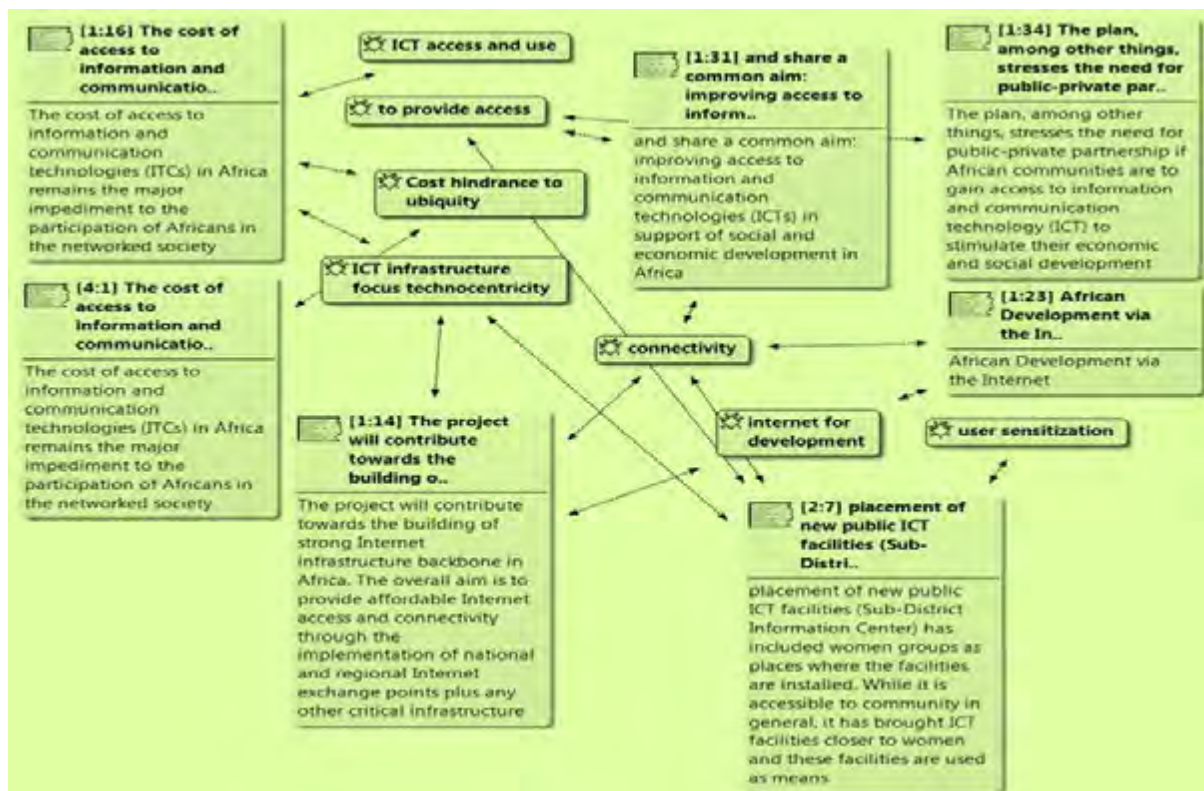 [1:16] The cost of
access to
information and
communicatio..
The cost of access to
information and
communication
technologies (ITCs) in Africa
remains the major
impediment to the
participation of Africans in
the networked society
[4:1] The cost of
access to
information and
communicatio..
The cost of access to
information and
communication
technologies (ITCs) in Africa
remains the major
impediment to the
participation of Africans in
the networked society
ICT access and use
to provide access
Cost hindrance to
ubiquity
ICT infrastructure
focus technocentricity
[1:14] The project
will contribute
towards the
building o..
The project will contribute
towards the building of
strong Internet
infrastructure backbone in
Africa. The overall aim is to
provide affordable Internet
access and connectivity
through the
implementation of national
and regional Internet
exchange points plus any
other critical infrastructure
[1:31] and share a
common aim:
improving access to
inform..
and share a common aim:
improving access to
information and
communication
technologies (ICTs) in
support of social and
economic development in
Africa
connectivity
internet for
development
user sensitization
[1:34] The plan,
among other things,
stresses the need for
public-private par..
The plan, among other
things, stresses the need for
public-private partnership if
African communities are to
gain access to information
and communication
technology (ICT) to
stimulate their economic
and social development
[1:23] African
Development via
the In..
African Development via
the Internet
[2:7] placement of
new public ICT
facilities (Sub-
Distri..
placement of new public
ICT facilities (Sub-District
Information Center) has
included women groups as
places where the facilities
are installed. While it is
accessible to community in
general, it has brought ICT
facilities closer to women
and these facilities are used
as means